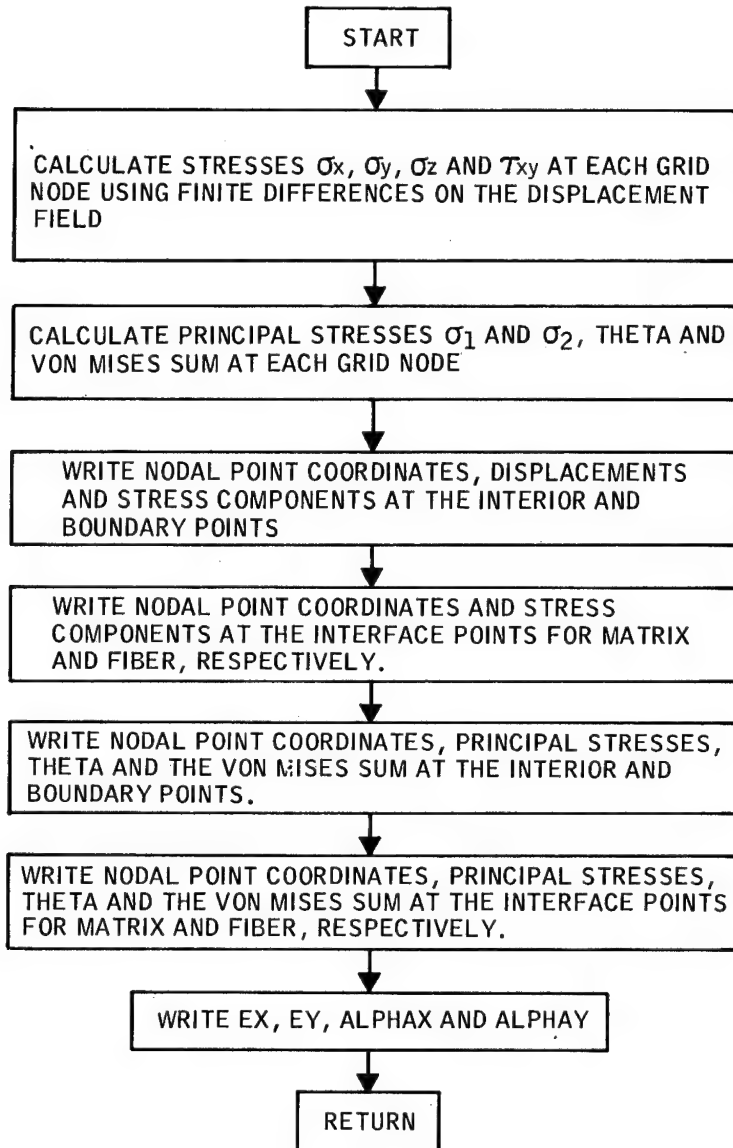 START
CALCULATE STRESSES σx, σy, σz AND τxy AT EACH GRID
NODE USING FINITE DIFFERENCES ON THE DISPLACEMENT
FIELD
CALCULATE PRINCIPAL STRESSES σ1 AND σ2, THETA AND
VON MISES SUM AT EACH GRID NODE
WRITE NODAL POINT COORDINATES, DISPLACEMENTS
AND STRESS COMPONENTS AT THE INTERIOR AND
BOUNDARY POINTS
WRITE NODAL POINT COORDINATES AND STRESS
COMPONENTS AT THE INTERFACE POINTS FOR MATRIX
AND FIBER, RESPECTIVELY.
WRITE NODAL POINT COORDINATES, PRINCIPAL STRESSES,
THETA AND THE VON MISES SUM AT THE INTERIOR AND
BOUNDARY POINTS.
WRITE NODAL POINT COORDINATES, PRINCIPAL STRESSES,
THETA AND THE VON MISES SUM AT THE INTERFACE POINTS
FOR MATRIX AND FIBER, RESPECTIVELY.
WRITE EX, EY, ALPHAX AND ALPHAY
RETURN